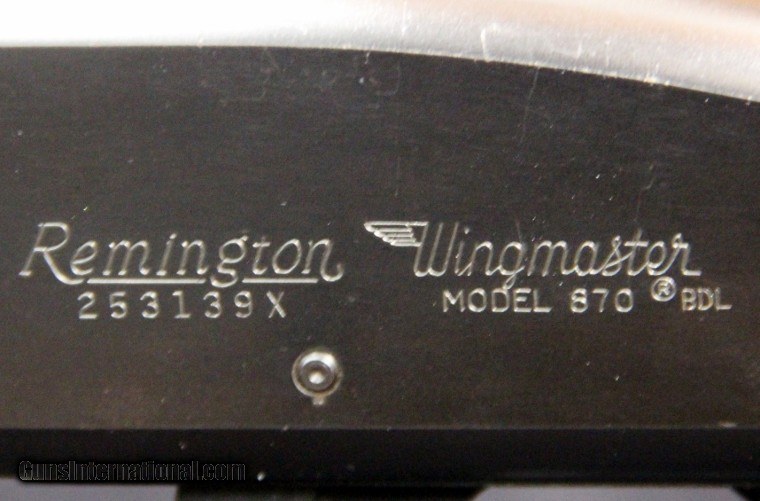 Remington
253139X
Wingmaster
MODEL 870 ® BDL
GunsInternational.com